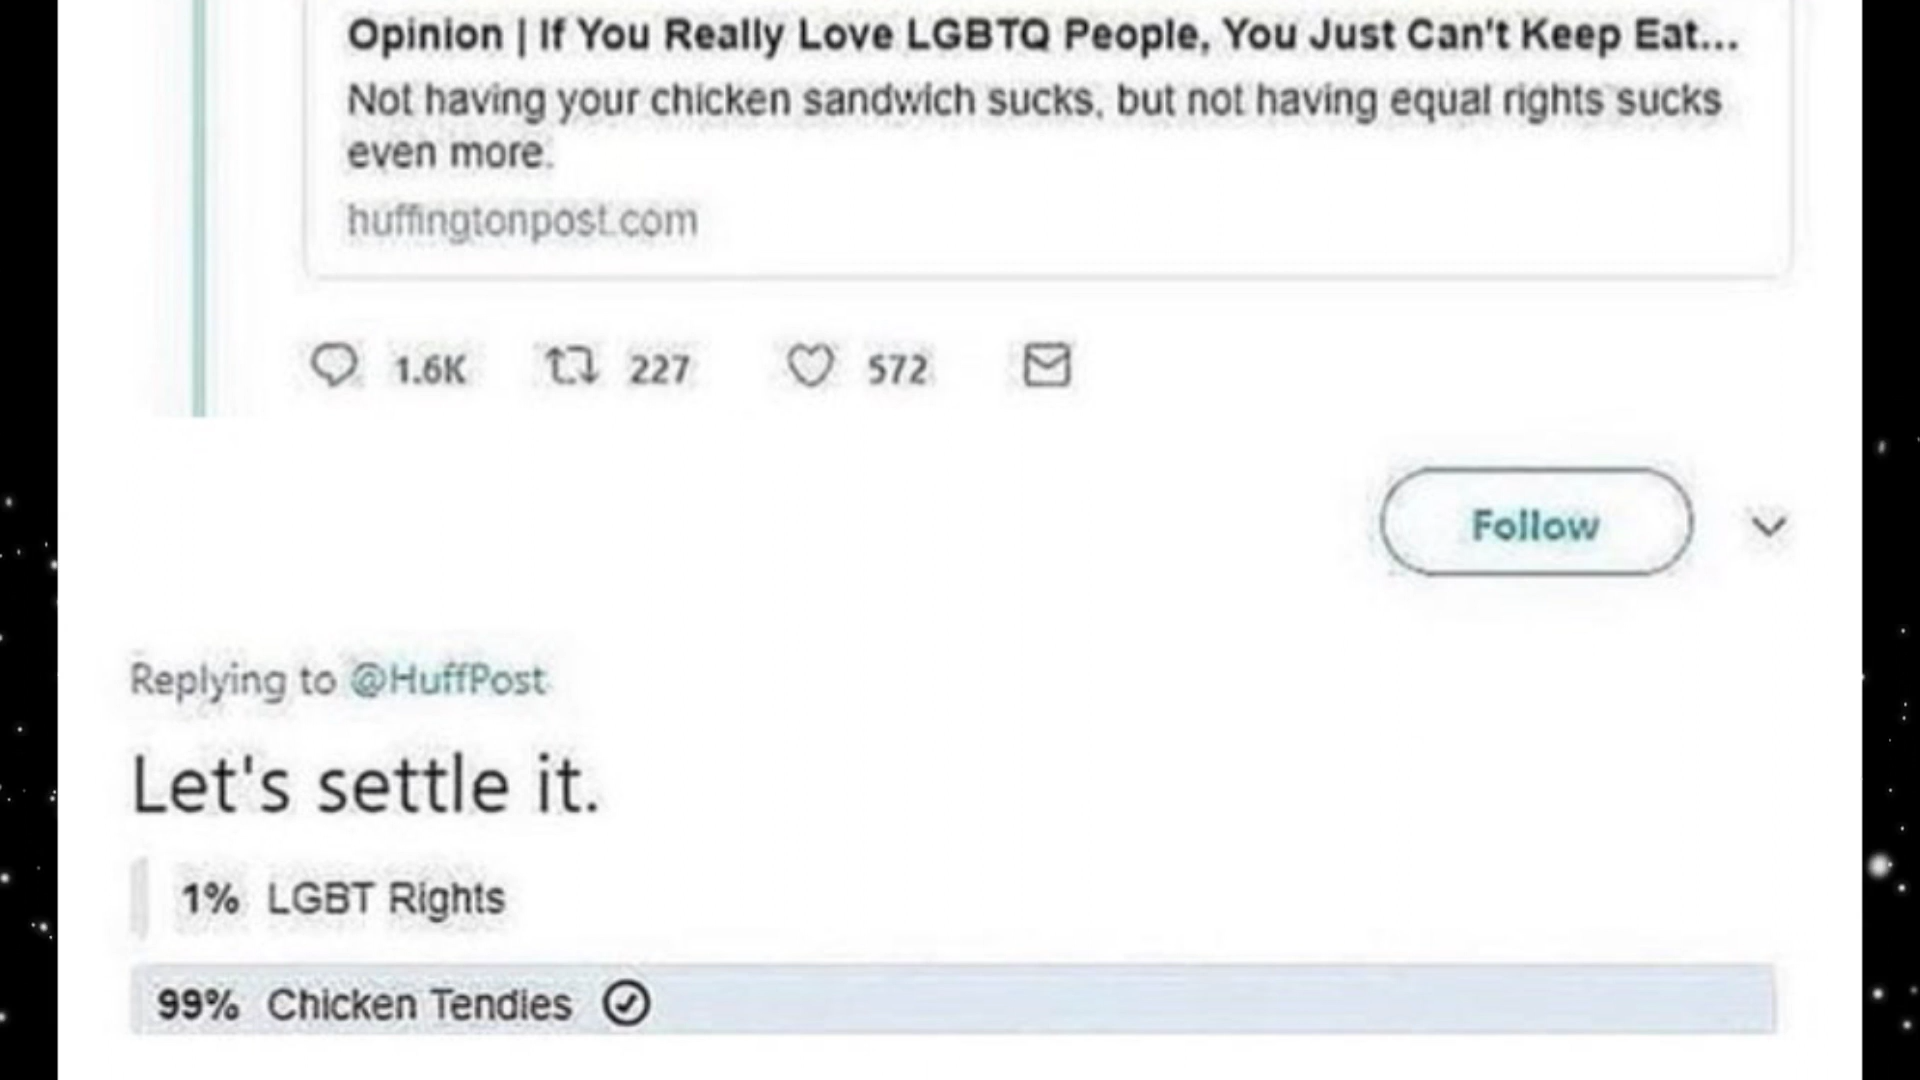 Opinion | If You Really Love LGBTQ People, You Just Can't Keep Eat...
Not having your chicken sandwich sucks, but not having equal rights sucks
even more.
huffingtonpost.com
1.6K 227 572
Follow
Replying to @HuffPost
Let's settle it.
1% LGBT Rights
99% Chicken Tendies